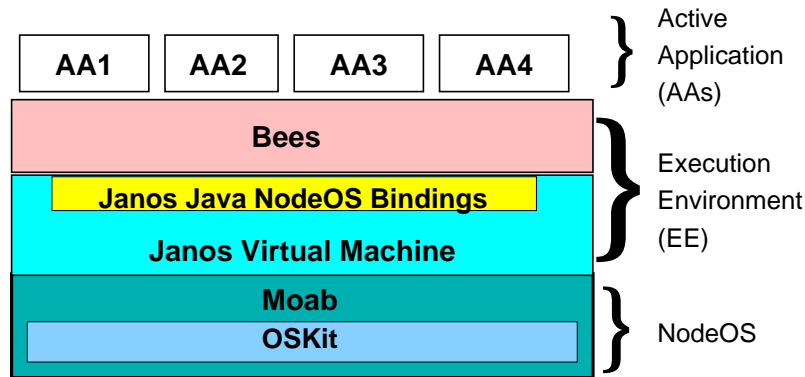 AA1 AA2 AA3 AA4
Active
Application
(AAs)
Bees
Janos Java NodeOS Bindings
Janos Virtual Machine
Execution
Environment
(EE)
Moab
OSKit
NodeOS